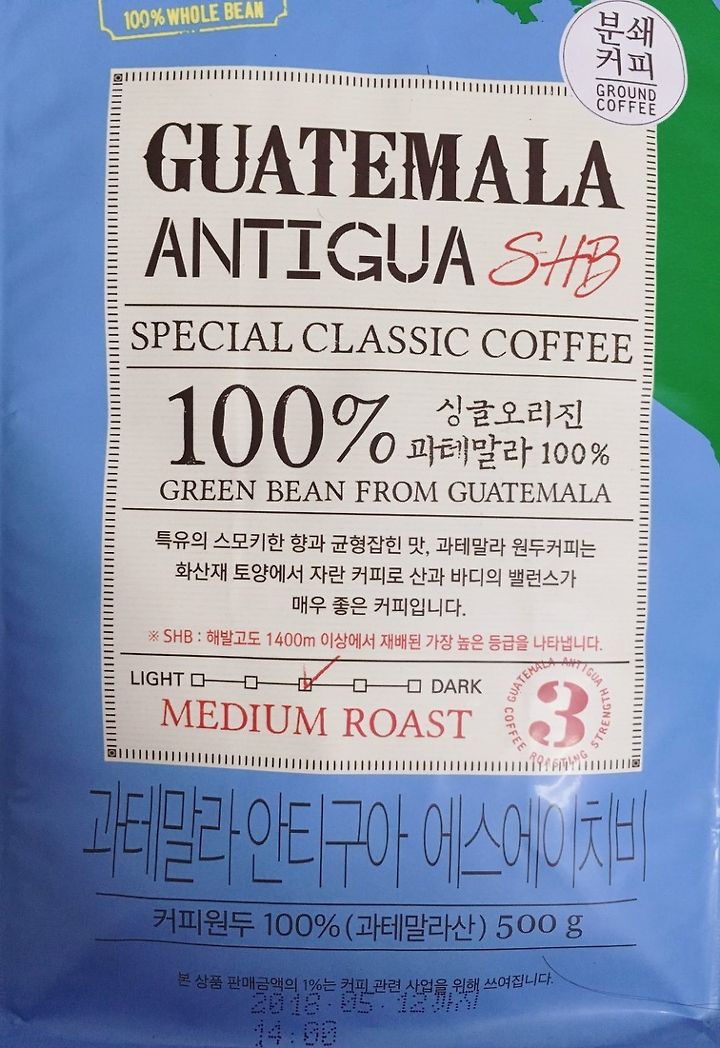 100% WHOLE BEAN
분쇄
커피
GROUND
COFFEE
GUATEMALA
ANTIGUA SHB
SPECIAL CLASSIC COFFEE
100% 싱글오리진
과테말라 100%
GREEN BEAN FROM GUATEMALA
특유의 스모키한 향과 균형잡힌 맛, 과테말라 원두커피는
화산재 토양에서 자란 커피로 산과 바디의 밸런스가
매우 좋은 커피입니다.
※ SHB : 해발고도 1400m 이상에서 재배된 가장 높은 등급을 나타냅니다.
LIGHT DARK
MEDIUM ROAST
GUATEMALA ANTIGUA HTH
3
COFFEE ROASTING STRENGTH
과테말라 안티구아 에스에이치비
커피원두 100%(과테말라산) 500 g
본 상품 판매금액의 1%는 커피 관련 사업을 위해 쓰여집니다.
2018.05.12까지
14:00